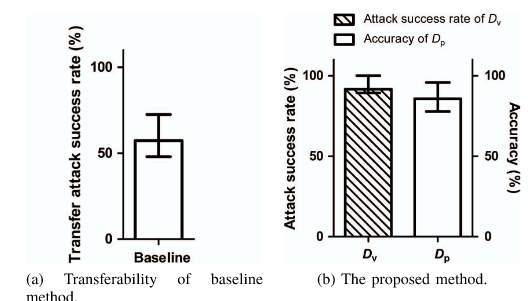 Transfer attack success rate (%)
100
50
0
Baseline
(a) Transferability of baseline
method.
Attack success rate of Dv
Accuracy of Dp
Attack success rate (%)
100
50
0
Dv
Dp
100
50
0
Accuracy (%)
(b) The proposed method.